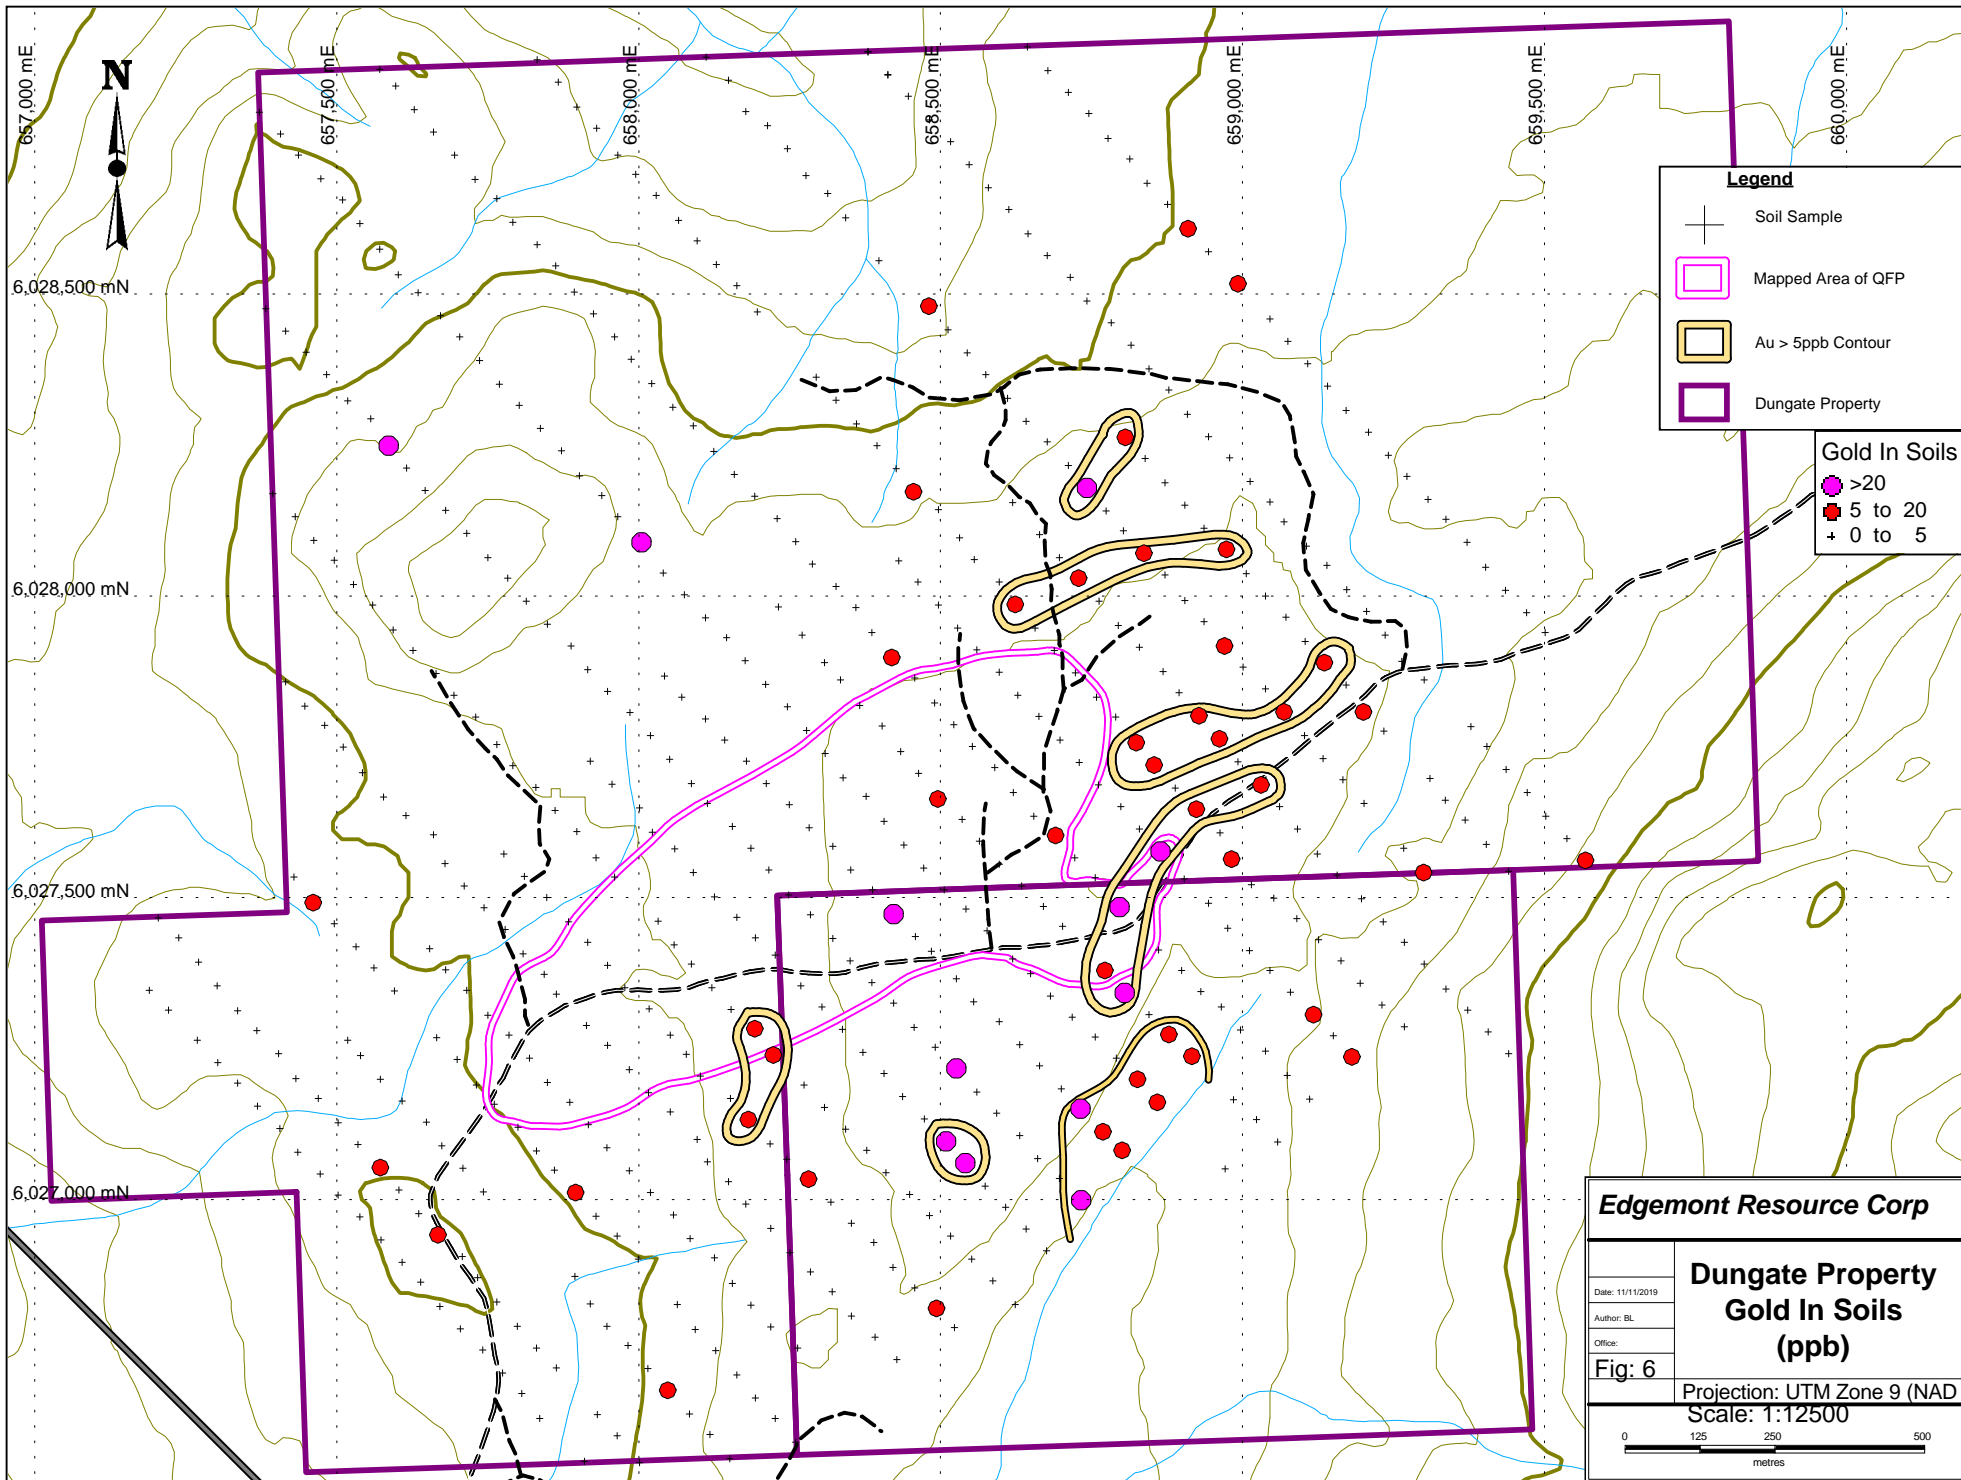 N
657,000 mE
657,500 mE
658,000 mE
658,500 mE
659,000 mE
659,500 mE
660,000 mE
6,028,500 mN
6,028,000 mN
6,027,500 mN
6,027,000 mN
Legend
Soil Sample
Mapped Area of QFP
Au > 5ppb Contour
Dungate Property
Gold In Soils
>20
5 to 20
0 to 5
Edgemont Resource Corp
Date: 11/11/2019
Author: BL
Office:
Fig: 6
Dungate Property
Gold In Soils
(ppb)
Projection: UTM Zone 9 (NAD
Scale: 1:12500
0 125 250 500
metres